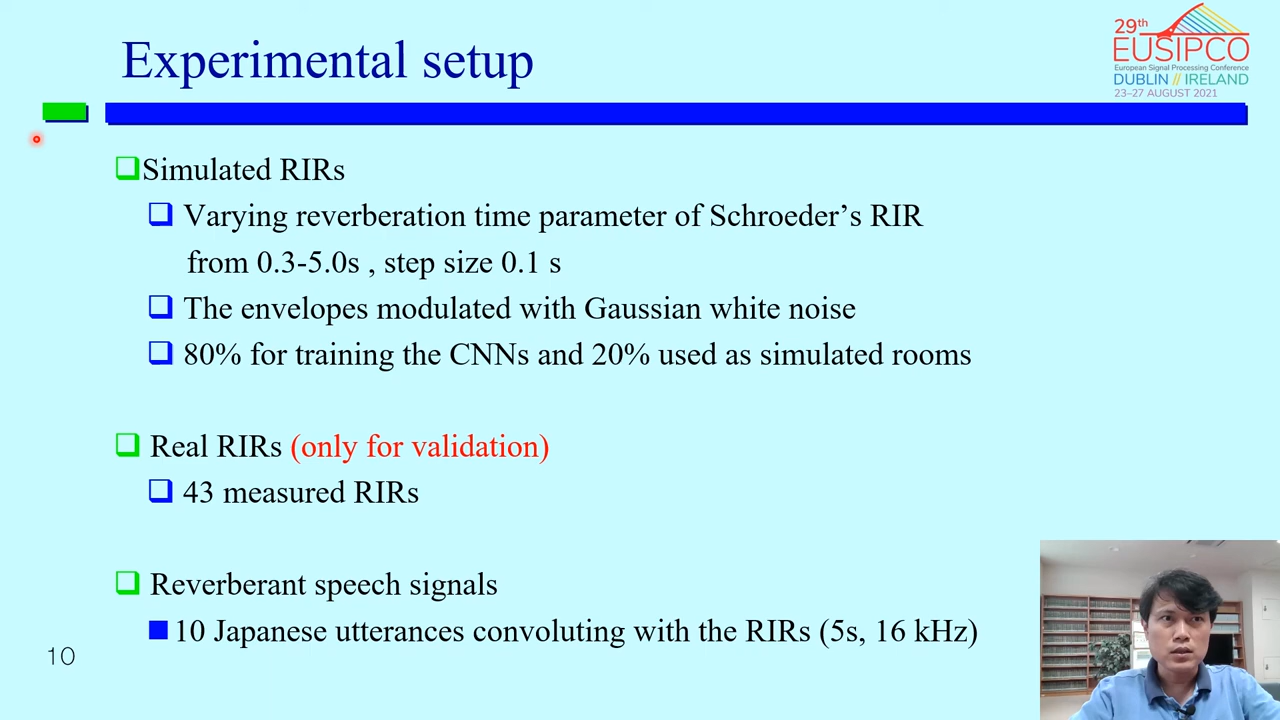 Experimental setup
29th
EUSIPCO
European Signal Processing Conference
DUBLIN // IRELAND
23–27 AUGUST 2021
Simulated RIRs
Varying reverberation time parameter of Schroeder’s RIR
from 0.3-5.0s , step size 0.1 s
The envelopes modulated with Gaussian white noise
80% for training the CNNs and 20% used as simulated rooms
Real RIRs (only for validation)
43 measured RIRs
Reverberant speech signals
10 Japanese utterances convoluting with the RIRs (5s, 16 kHz)
10